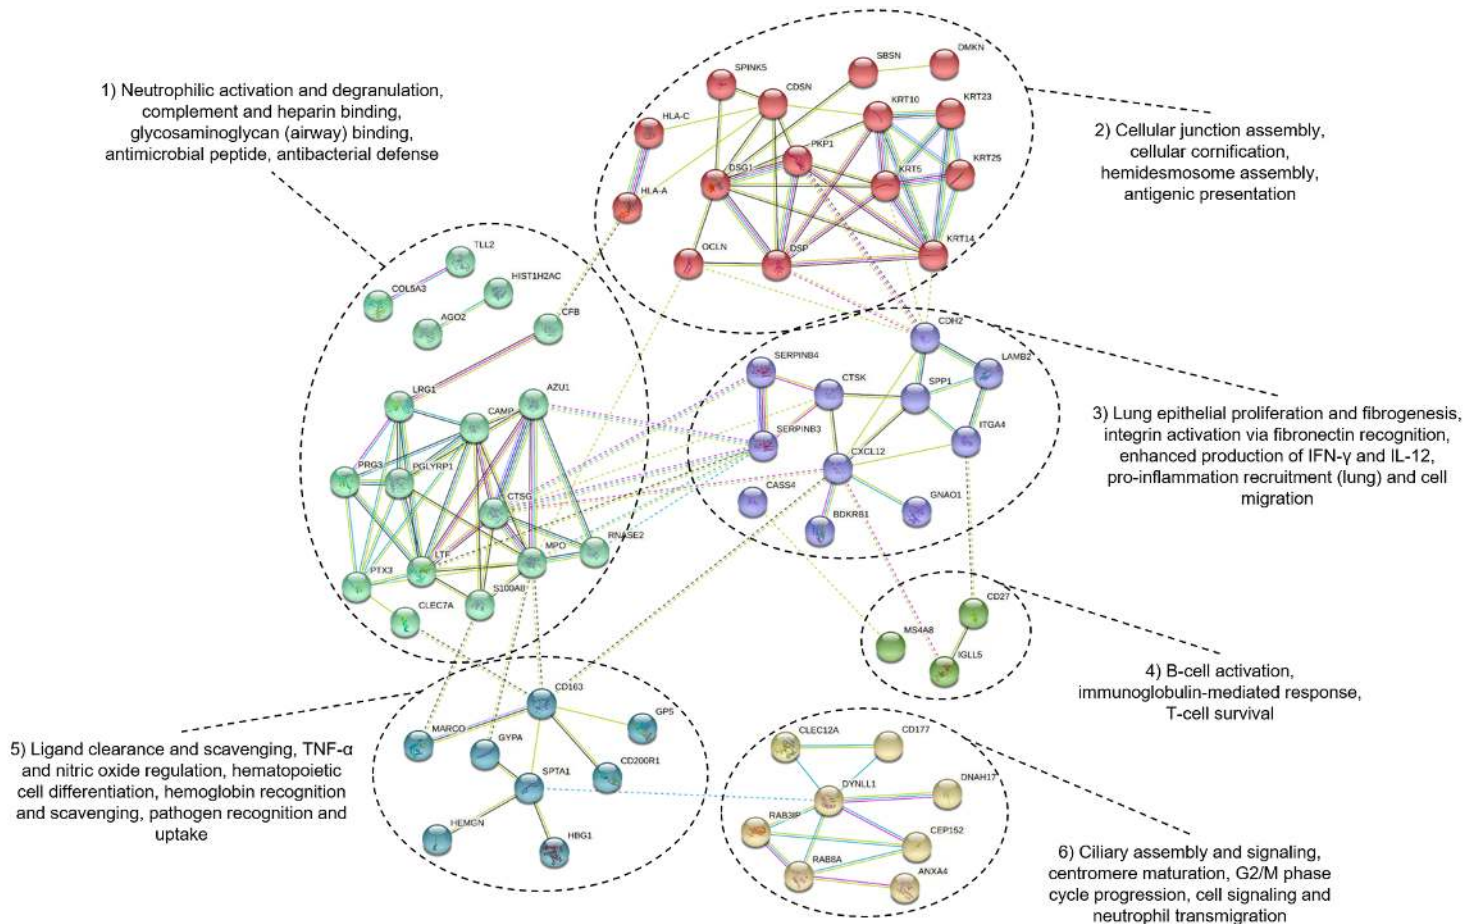 1) Neutrophilic activation and degranulation,
complement and heparin binding,
glycosaminoglycan (airway) binding,
antimicrobial peptide, antibacterial defense
SBSN
DMKN
SPINK5
CDSN
KRT10
KRT23
HLA-C
PKP1
DSG1
KRT5
KRT25
HLA-A
OCLN
DSP
KRT14
2) Cellular junction assembly,
cellular cornification,
hemidesmosome assembly,
antigenic presentation
TLL2
COL5A3
HIST1H2AC
AGO2
CFB
LRG1
AZU1
CAMP
PRG3
PGLYRP1
CTSG
LTF
MPO
RNASE2
PTX3
S100A8
CLEC7A
CDH2
SERPINB4
LAMB2
CTSK
SPP1
SERPINB3
ITGA4
CXCL12
CASS4
GNAO1
BDKRB1
3) Lung epithelial proliferation and fibrogenesis,
integrin activation via fibronectin recognition,
enhanced production of IFN-γ and IL-12,
pro-inflammation recruitment (lung) and cell
migration
CD27
MS4A8
IGLL5
4) B-cell activation,
immunoglobulin-mediated response,
T-cell survival
CD163
GP5
MARCO
GYPA
CD200R1
SPTA1
HEMGN
HBG1
5) Ligand clearance and scavenging, TNF-α
and nitric oxide regulation, hematopoietic
cell differentiation, hemoglobin recognition
and scavenging, pathogen recognition and
uptake
CLEC12A
CD177
DYNLL1
DNAH17
RAB3IP
CEP152
RAB8A
ANXA4
6) Ciliary assembly and signaling,
centromere maturation, G2/M phase
cycle progression, cell signaling and
neutrophil transmigration